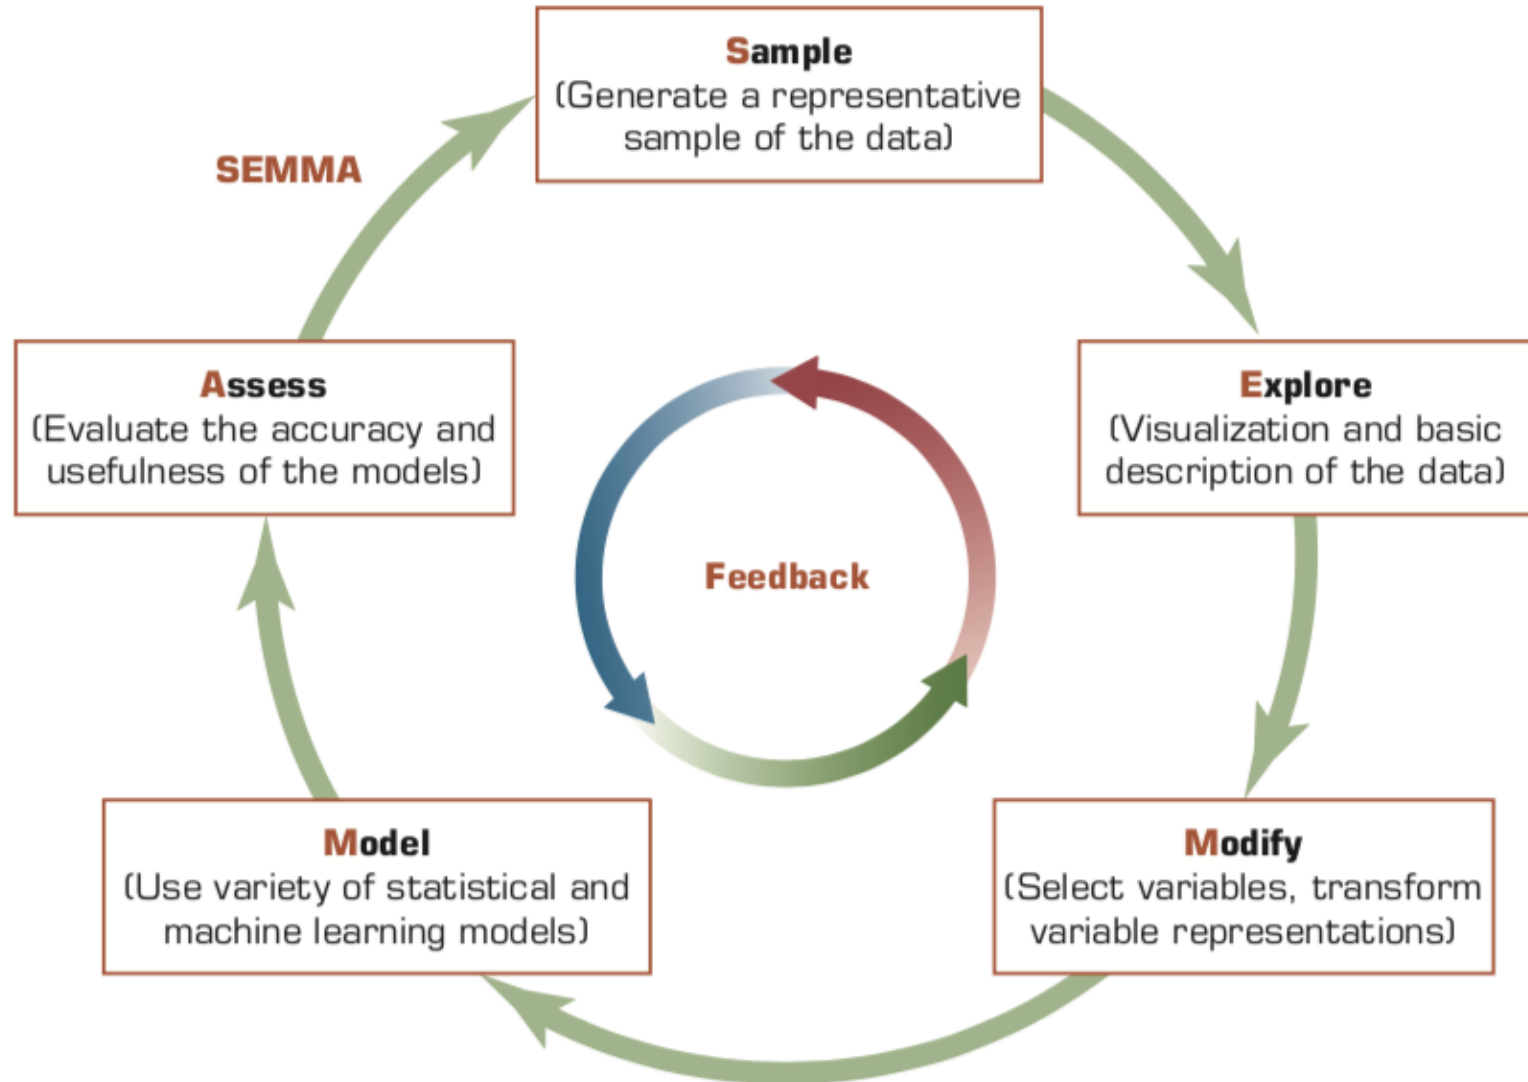 Sample
(Generate a representative
sample of the data)
SEMMA
Explore
(Visualization and basic
description of the data)
Modify
(Select variables, transform
variable representations)
Model
(Use variety of statistical and
machine learning models)
Assess
(Evaluate the accuracy and
usefulness of the models)
Feedback